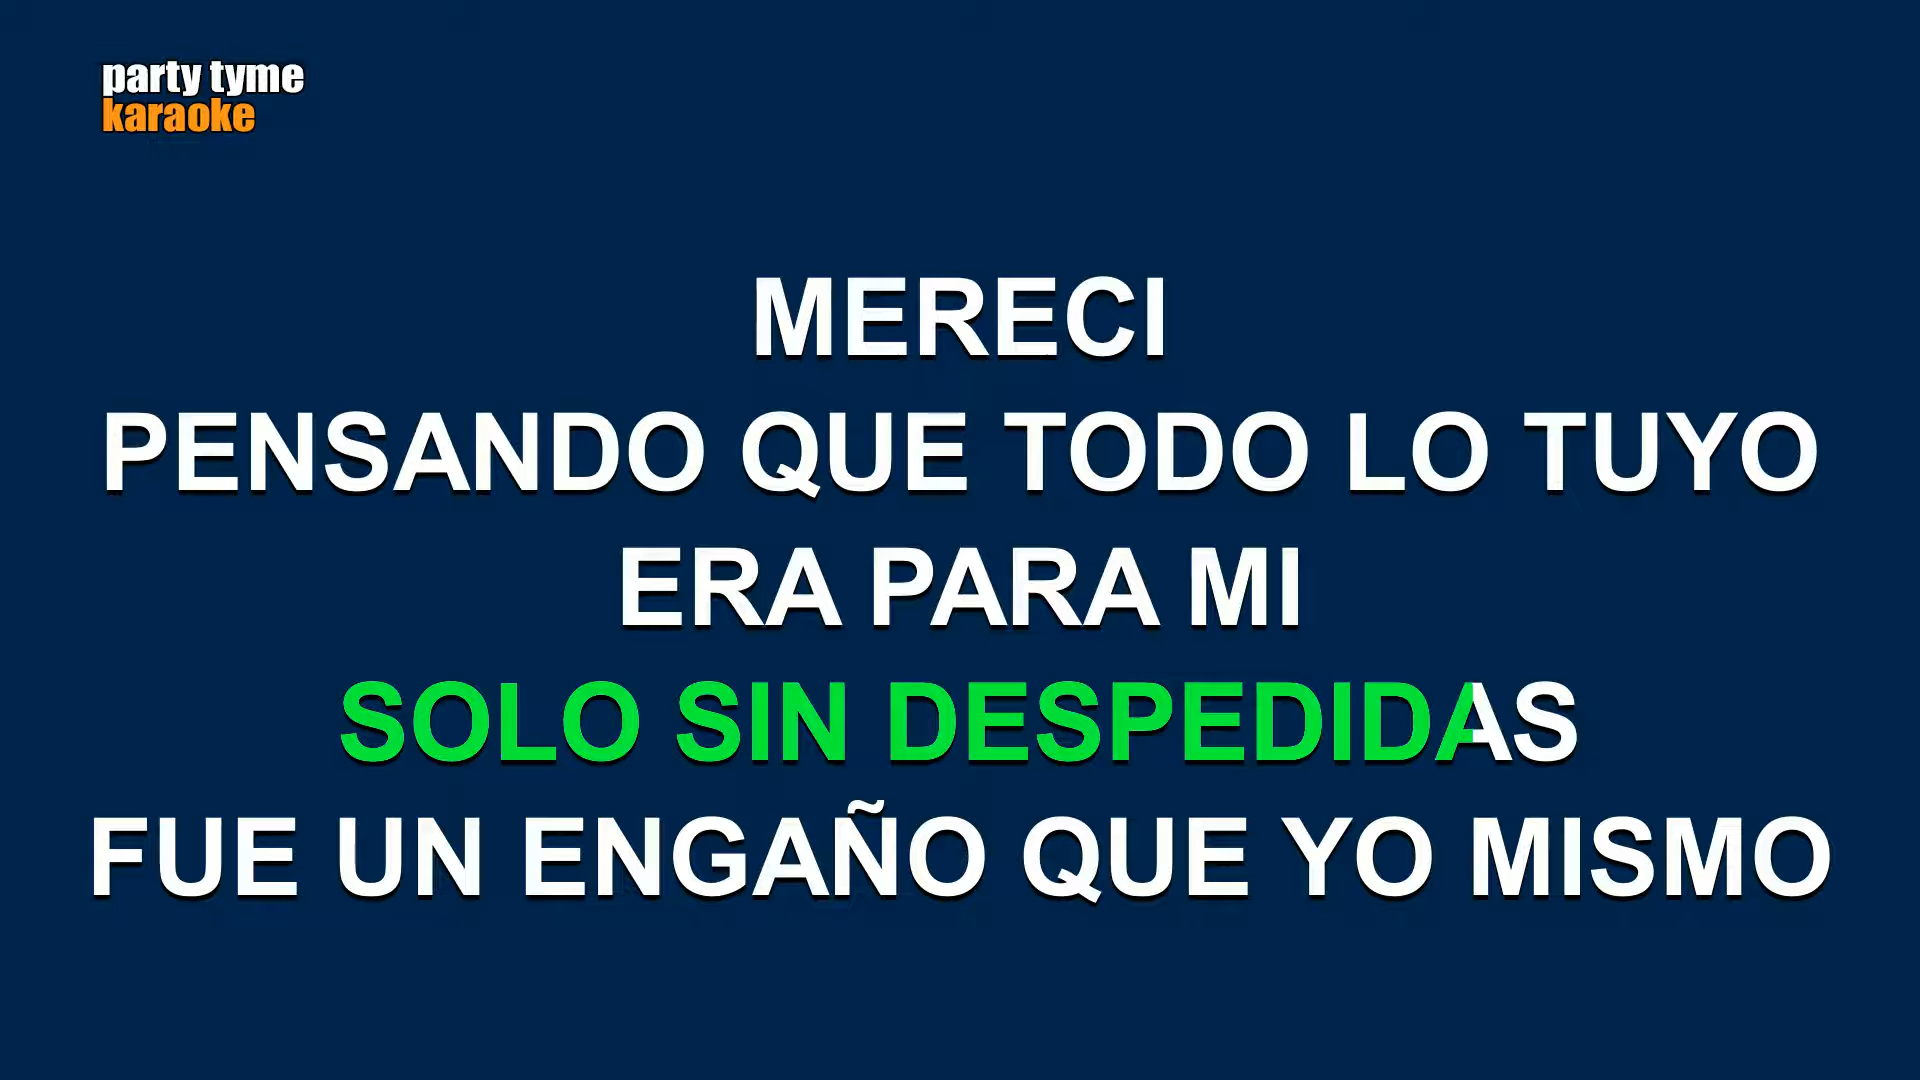 party tyme
karaoke
MERECI
PENSANDO QUE TODO LO TUYO
ERA PARA MI
SOLO SIN DESPEDIDAS
FUE UN ENGAÑO QUE YO MISMO